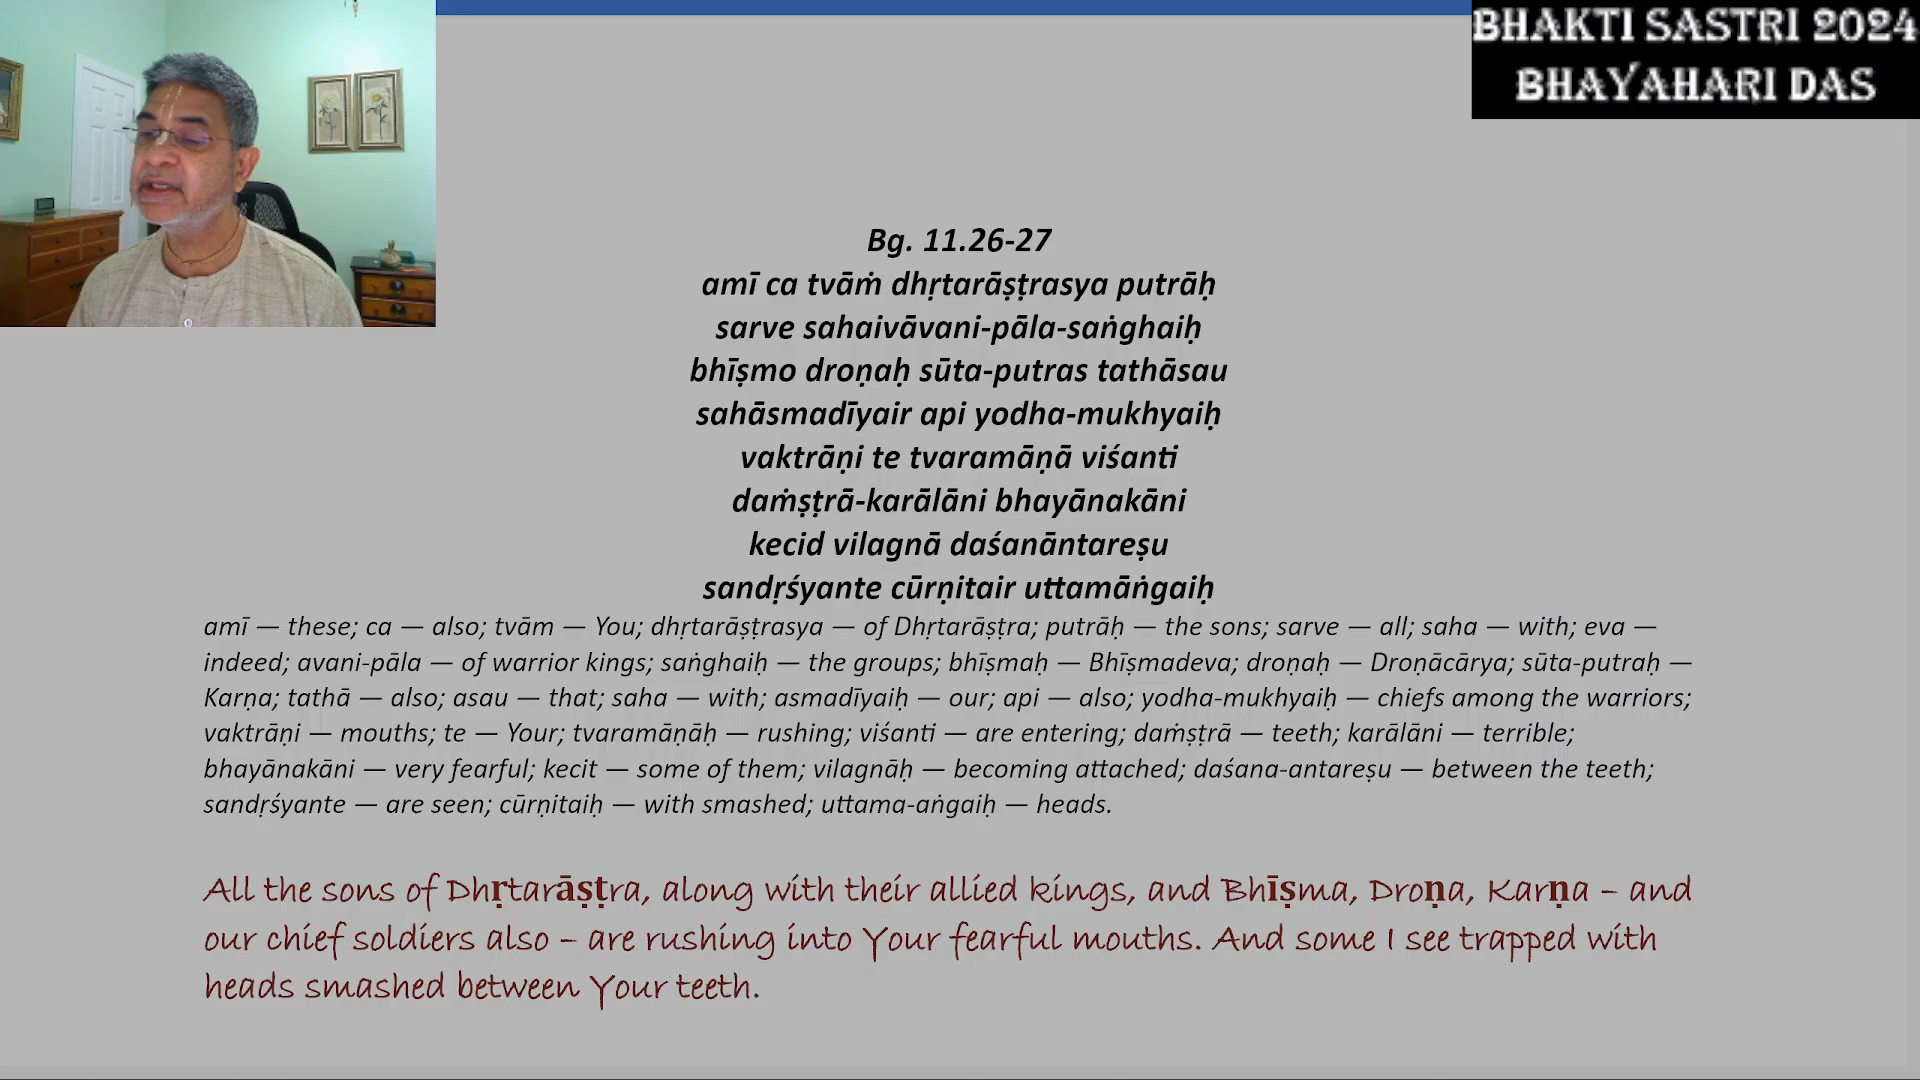 BHAKTI SASTRI 2024
BHAYAHARI DAS
Bg. 11.26-27
amī ca tvāṁ dhṛtarāṣṭrasya putrāḥ
sarve sahaivāvani-pāla-saṅghaiḥ
bhīṣmo droṇaḥ sūta-putras tathāsau
sahāsmadīyair api yodha-mukhyaiḥ
vaktrāṇi te tvaramāṇā viśanti
daṁṣṭrā-karālāni bhayānakāni
kecid vilagnā daśanāntareṣu
sandṛśyante cūrṇitair uttamāṅgaiḥ
amī — these; ca — also; tvām — You; dhṛtarāṣṭrasya — of Dhṛtarāṣṭra; putrāḥ — the sons; sarve — all; saha — with; eva —
indeed; avani-pāla — of warrior kings; saṅghaiḥ — the groups; bhīṣmaḥ — Bhīṣmadeva; droṇaḥ — Droṇācārya; sūta-putraḥ —
Karṇa; tathā — also; asau — that; saha — with; asmadīyaiḥ — our; api — also; yodha-mukhyaiḥ — chiefs among the warriors;
vaktrāṇi — mouths; te — Your; tvaramāṇāḥ — rushing; viśanti — are entering; daṁṣṭrā — teeth; karālāni — terrible;
bhayānakāni — very fearful; kecit — some of them; vilagnāḥ — becoming attached; daśana-antareṣu — between the teeth;
sandṛśyante — are seen; cūrṇitaiḥ — with smashed; uttama-aṅgaiḥ — heads.
All the sons of Dhṛtarāṣṭra, along with their allied kings, and Bhīṣma, Droṇa, Karṇa – and
our chief soldiers also – are rushing into Your fearful mouths. And some I see trapped with
heads smashed between Your teeth.